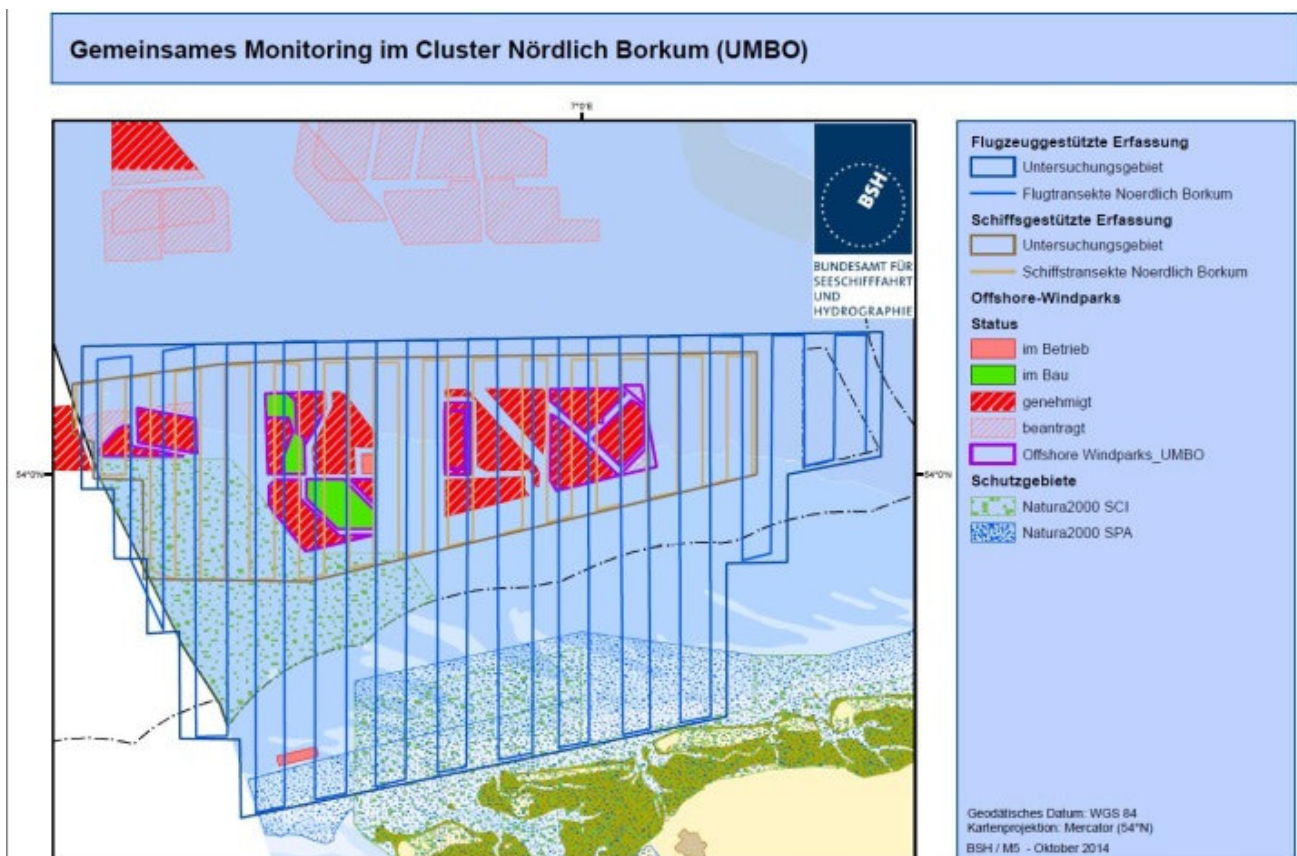 Gemeinsames Monitoring im Cluster Nördlich Borkum (UMBO)
7°0'E
BSH
BUNDESAMT FÜR
SEESCHIFFFAHRT
UND
HYDROGRAPHIE
54°0'N
54°0'N
Flugzeuggestützte Erfassung
Untersuchungsgebiet
Flugtransekte Noerdlich Borkum
Schiffsgestützte Erfassung
Untersuchungsgebiet
Schiffstransekte Noerdlich Borkum
Offshore-Windparks
Status
im Betrieb
im Bau
genehmigt
beantragt
Offshore Windparks_UMBO
Schutzgebiete
Natura2000 SCI
Natura2000 SPA
Geodätisches Datum: WGS 84
Kartenprojektion: Mercator (54°N)
BSH / M5 - Oktober 2014